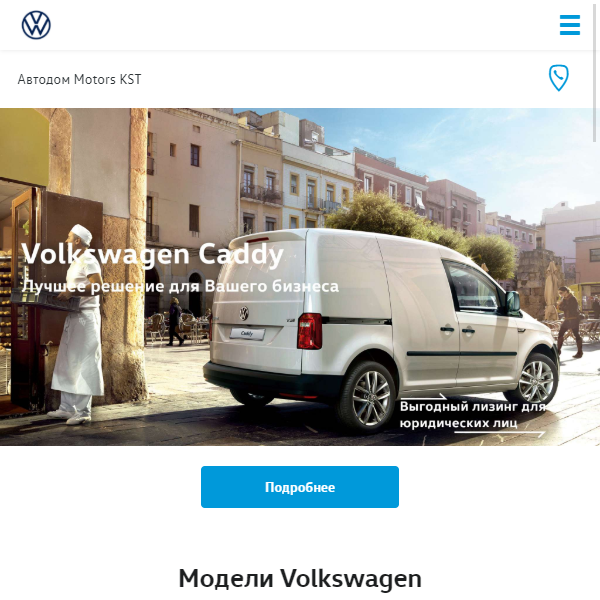 Автодом Motors KST
Volkswagen Caddy
Лучшее решение для Вашего бизнеса
Caddy
Выгодный лизинг для
юридических лиц
Подробнее
Модели Volkswagen